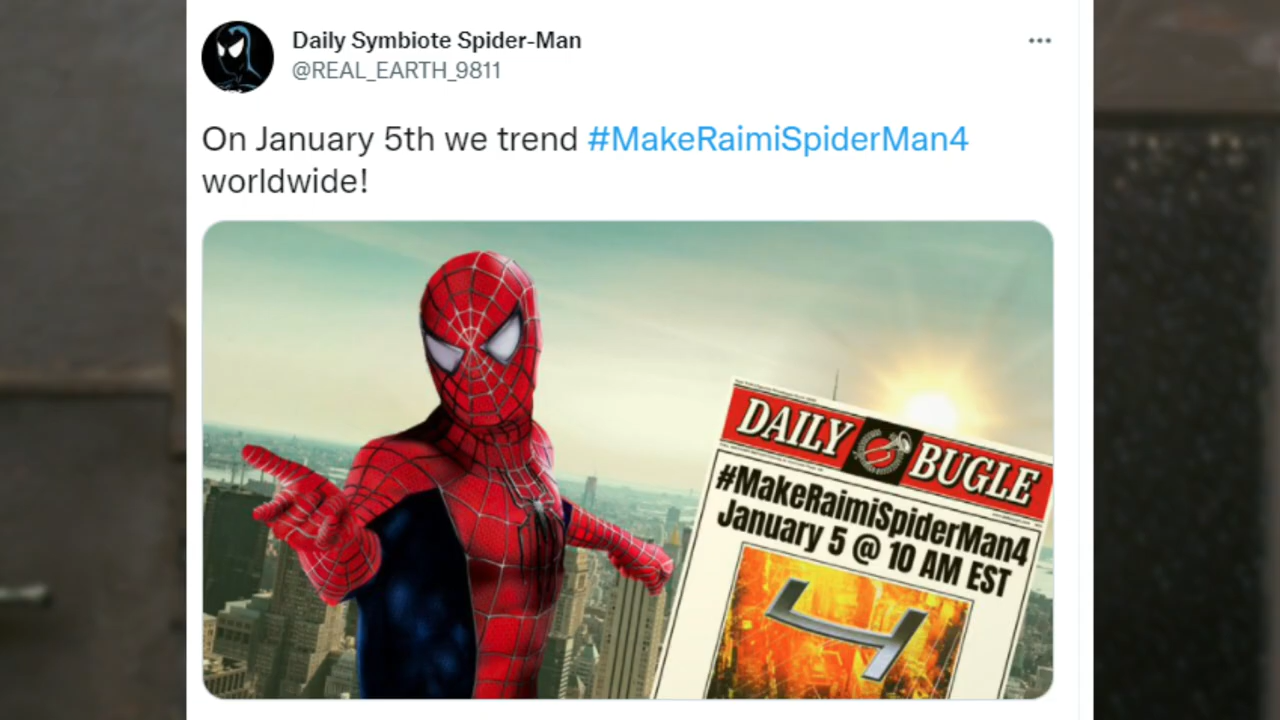 Daily Symbiote Spider-Man
@REAL_EARTH_9811
On January 5th we trend #MakeRaimiSpiderMan4
worldwide!
DAILY BUGLE
#MakeRaimiSpiderMan4
January 5 @ 10 AM EST
4